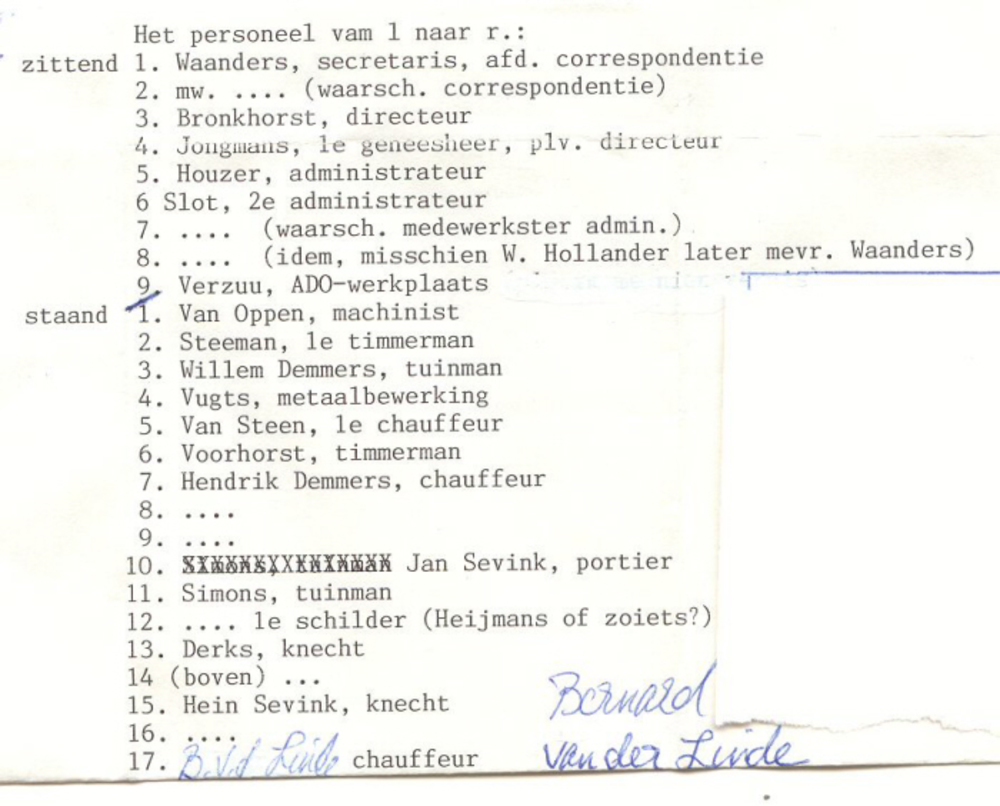 Het personeel vam l naar r.:
zittend 1. Waanders, secretaris, afd. correspondentie
2. mw. .... (waarsch. correspondentie)
3. Bronkhorst, directeur
4. Jongmans, 1e geneesheer, plv. directeur
5. Houzer, administrateur
6 Slot, 2e administrateur
7. .... (waarsch. medewerkster admin.)
8. .... (idem, misschien W. Hollander later mevr. Waanders)
9. Verzuu, ADO-werkplaats
staand 1. Van Oppen, machinist
2. Steeman, 1e timmerman
3. Willem Demmers, tuinman
4. Vugts, metaalbewerking
5. Van Steen, 1e chauffeur
6. Voorhorst, timmerman
7. Hendrik Demmers, chauffeur
8. ....
9. ....
10. Jan Sevink, portier
11. Simons, tuinman
12. .... 1e schilder (Heijmans of zoiets?)
13. Derks, knecht
14 (boven) ...
15. Hein Sevink, knecht
16. ....
17. B.v.d Linde chauffeur
Bernard
van der Linde